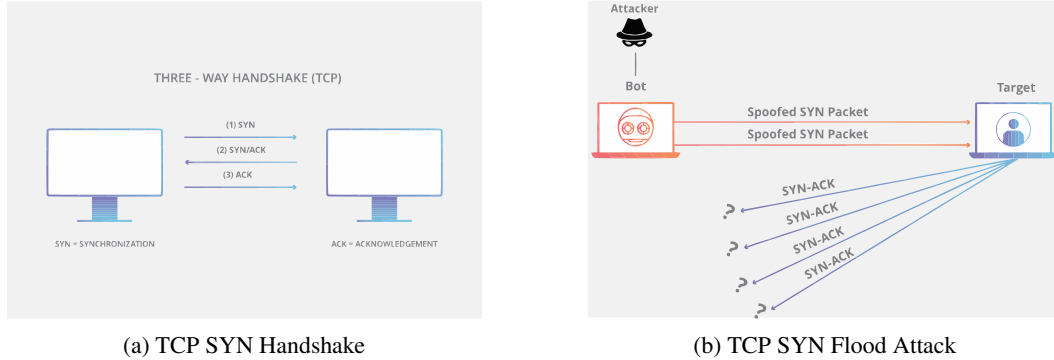 THREE - WAY HANDSHAKE (TCP)
(1) SYN
(2) SYN/ACK
(3) ACK
SYN = SYNCHRONIZATION
ACK = ACKNOWLEDGEMENT
(a) TCP SYN Handshake
Attacker
Bot
Target
Spoofed SYN Packet
Spoofed SYN Packet
SYN-ACK
?
SYN-ACK
?
SYN-ACK
?
SYN-ACK
?
(b) TCP SYN Flood Attack